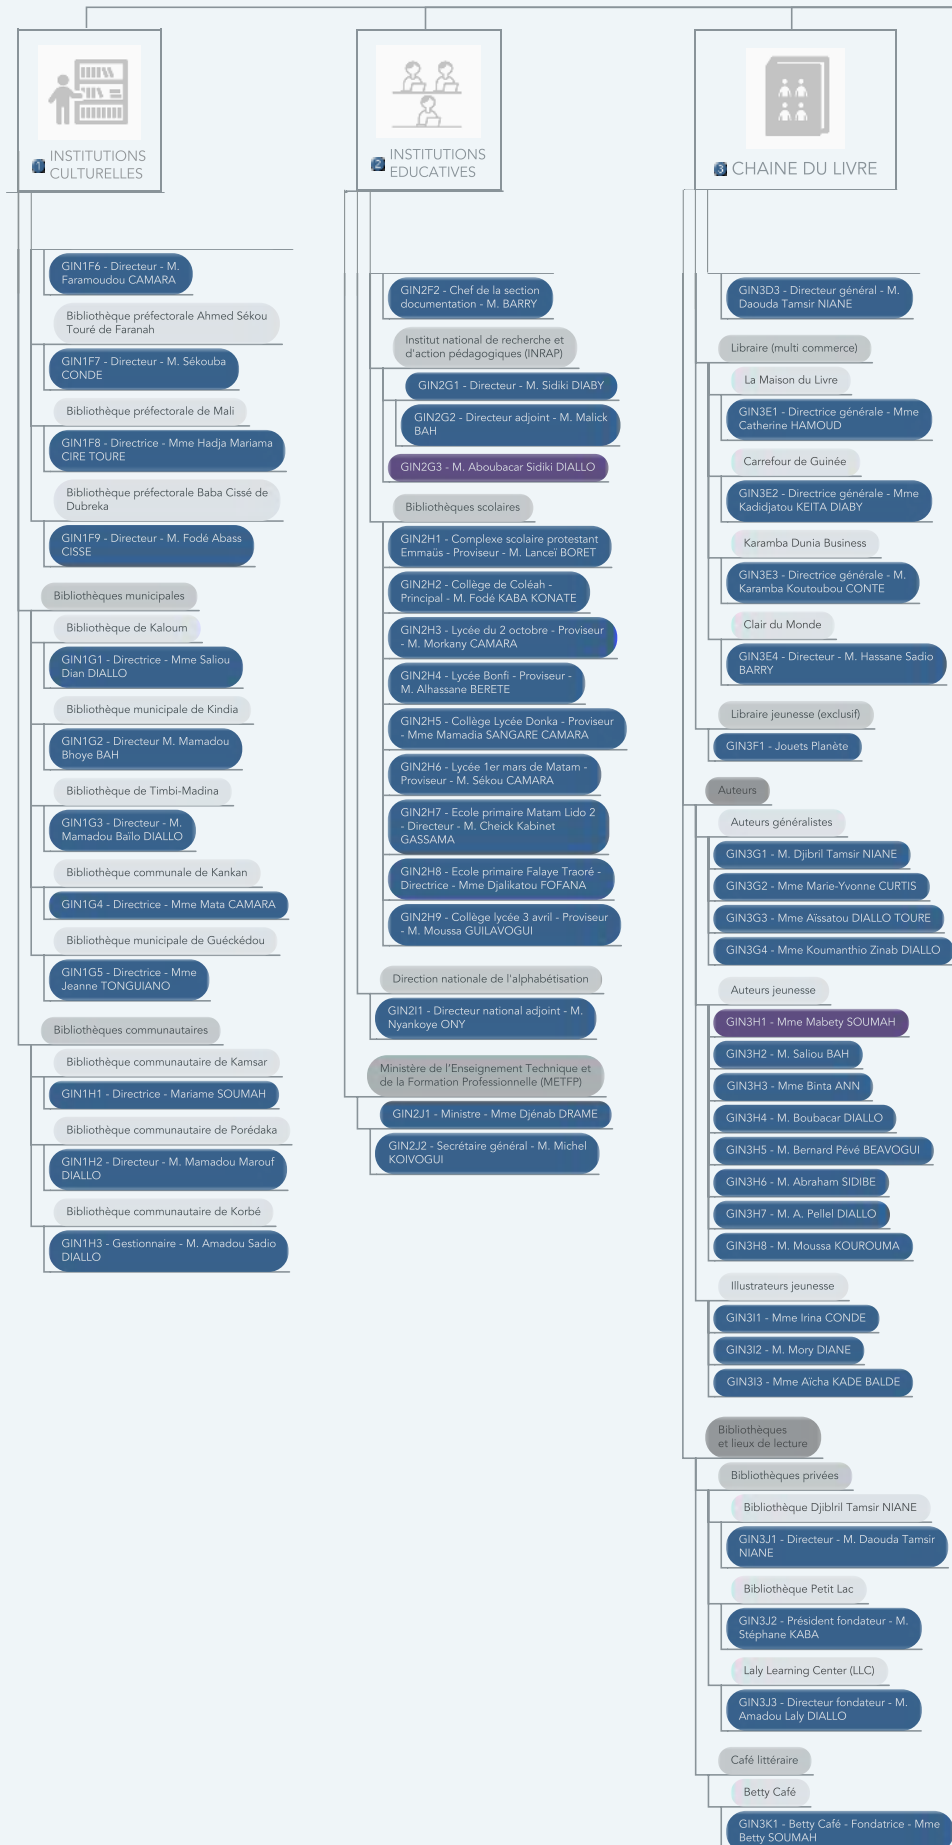 1 INSTITUTIONS
CULTURELLES
GIN1F6 - Directeur - M.
Faramoudou CAMARA
Bibliothèque préfectorale Ahmed Sékou
Touré de Faranah
GIN1F7 - Directeur - M. Sékouba
CONDE
Bibliothèque préfectorale de Mali
GIN1F8 - Directrice - Mme Hadja Mariama
CIRE TOURE
Bibliothèque préfectorale Baba Cissé de
Dubreka
GIN1F9 - Directeur - M. Fodé Abass
CISSE
Bibliothèques municipales
Bibliothèque de Kaloum
GIN1G1 - Directrice - Mme Saliou
Dian DIALLO
Bibliothèque municipale de Kindia
GIN1G2 - Directeur M. Mamadou
Bhoye BAH
Bibliothèque de Timbi-Madina
GIN1G3 - Directeur - M.
Mamadou Baïlo DIALLO
Bibliothèque communale de Kankan
GIN1G4 - Directrice - Mme Mata CAMARA
Bibliothèque municipale de Guéckédou
GIN1G5 - Directrice - Mme
Jeanne TONGUIANO
Bibliothèques communautaires
Bibliothèque communautaire de Kamsar
GIN1H1 - Directrice - Mariame SOUMAH
Bibliothèque communautaire de Porédaka
GIN1H2 - Directeur - M. Mamadou Marouf
DIALLO
Bibliothèque communautaire de Korbé
GIN1H3 - Gestionnaire - M. Amadou Sadio
DIALLO
2 INSTITUTIONS
EDUCATIVES
GIN2F2 - Chef de la section
documentation - M. BARRY
Institut national de recherche et
d'action pédagogiques (INRAP)
GIN2G1 - Directeur - M. Sidiki DIABY
GIN2G2 - Directeur adjoint - M. Malick
BAH
GIN2G3 - M. Aboubacar Sidiki DIALLO
Bibliothèques scolaires
GIN2H1 - Complexe scolaire protestant
Emmaüs - Proviseur - M. Lanceï BORET
GIN2H2 - Collège de Coléah -
Principal - M. Fodé KABA KONATE
GIN2H3 - Lycée du 2 octobre - Proviseur
- M. Morkany CAMARA
GIN2H4 - Lycée Bonfi - Proviseur -
M. Alhassane BERETE
GIN2H5 - Collège Lycée Donka - Proviseur
- Mme Mamadia SANGARE CAMARA
GIN2H6 - Lycée 1er mars de Matam -
Proviseur - M. Sékou CAMARA
GIN2H7 - Ecole primaire Matam Lido 2
- Directeur - M. Cheick Kabinet
GASSAMA
GIN2H8 - Ecole primaire Falaye Traoré -
Directrice - Mme Djalikatou FOFANA
GIN2H9 - Collège lycée 3 avril - Proviseur
- M. Moussa GUILAVOGUI
Direction nationale de l'alphabétisation
GIN2I1 - Directeur national adjoint - M.
Nyankoye ONY
Ministère de l'Enseignement Technique et
de la Formation Professionnelle (METFP)
GIN2J1 - Ministre - Mme Djénab DRAME
GIN2J2 - Secrétaire général - M. Michel
KOIVOGUI
3 CHAINE DU LIVRE
GIN3D3 - Directeur général - M.
Daouda Tamsir NIANE
Libraire (multi commerce)
La Maison du Livre
GIN3E1 - Directrice générale - Mme
Catherine HAMOUD
Carrefour de Guinée
GIN3E2 - Directrice générale - Mme
Kadidjatou KEITA DIABY
Karamba Dunia Business
GIN3E3 - Directrice générale - M.
Karamba Koutoubou CONTE
Clair du Monde
GIN3E4 - Directeur - M. Hassane Sadio
BARRY
Libraire jeunesse (exclusif)
GIN3F1 - Jouets Planète
Auteurs
Auteurs généralistes
GIN3G1 - M. Djibril Tamsir NIANE
GIN3G2 - Mme Marie-Yvonne CURTIS
GIN3G3 - Mme Aïssatou DIALLO TOURE
GIN3G4 - Mme Koumanthio Zinab DIALLO
Auteurs jeunesse
GIN3H1 - Mme Mabety SOUMAH
GIN3H2 - M. Saliou BAH
GIN3H3 - Mme Binta ANN
GIN3H4 - M. Boubacar DIALLO
GIN3H5 - M. Bernard Pévé BEAVOGUI
GIN3H6 - M. Abraham SIDIBE
GIN3H7 - M. A. Pellel DIALLO
GIN3H8 - M. Moussa KOUROUMA
Illustrateurs jeunesse
GIN3I1 - Mme Irina CONDE
GIN3I2 - M. Mory DIANE
GIN3I3 - Mme Aïcha KADE BALDE
Bibliothèques
et lieux de lecture
Bibliothèques privées
Bibliothèque Djiblril Tamsir NIANE
GIN3J1 - Directeur - M. Daouda Tamsir
NIANE
Bibliothèque Petit Lac
GIN3J2 - Président fondateur - M.
Stéphane KABA
Laly Learning Center (LLC)
GIN3J3 - Directeur fondateur - M.
Amadou Laly DIALLO
Café littéraire
Betty Café
GIN3K1 - Betty Café - Fondatrice - Mme
Betty SOUMAH